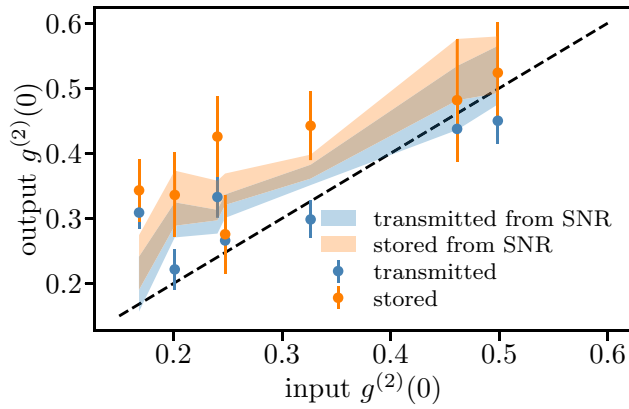 0.6
0.5
0.4
0.3
0.2
output g^{(2)}(0)
transmitted from SNR
stored from SNR
transmitted
stored
0.2 0.3 0.4 0.5 0.6
input g^{(2)}(0)